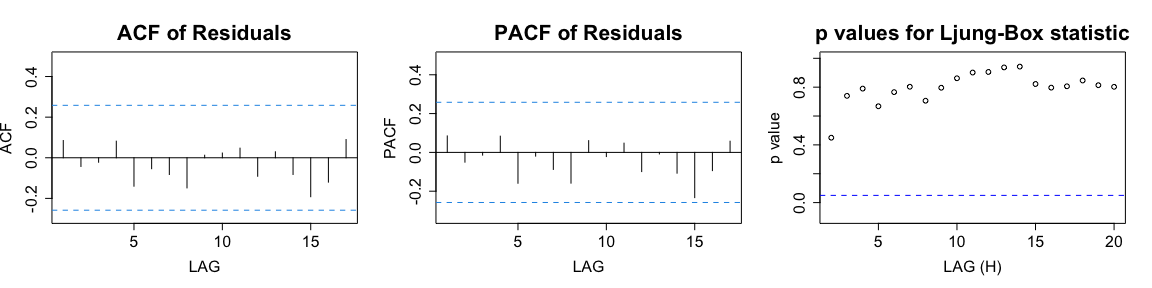 ACF of Residuals
ACF
0.4
0.2
0.0
-0.2
5
10
15
LAG
PACF of Residuals
PACF
0.4
0.2
0.0
-0.2
5
10
15
LAG
p values for Ljung-Box statistic
p value
0.8
0.4
0.0
5
10
15
20
LAG (H)